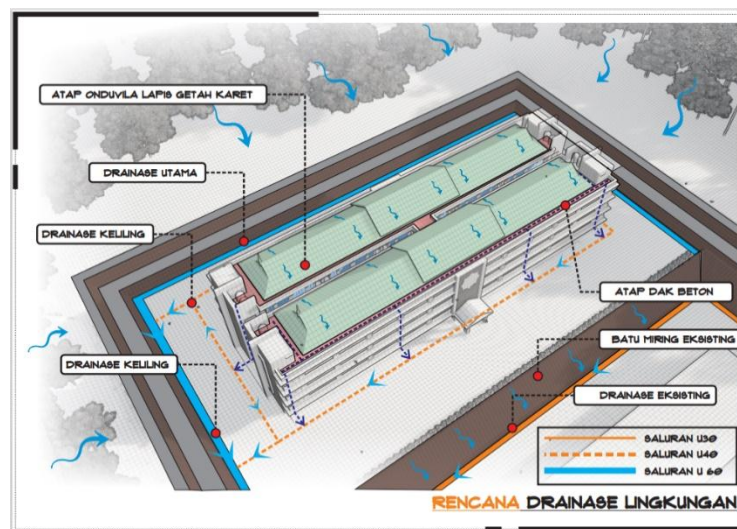 ATAP ONDUVILA LAPIS GETAH KARET
DRAINASE UTAMA
DRAINASE KELILING
DRAINASE KELILING
ATAP DAK BETON
BATU MIRING EKSISTING
DRAINASE EKSISTING
SALURAN U30
SALURAN U40
SALURAN U 60
RENCANA DRAINASE LINGKUNGAN